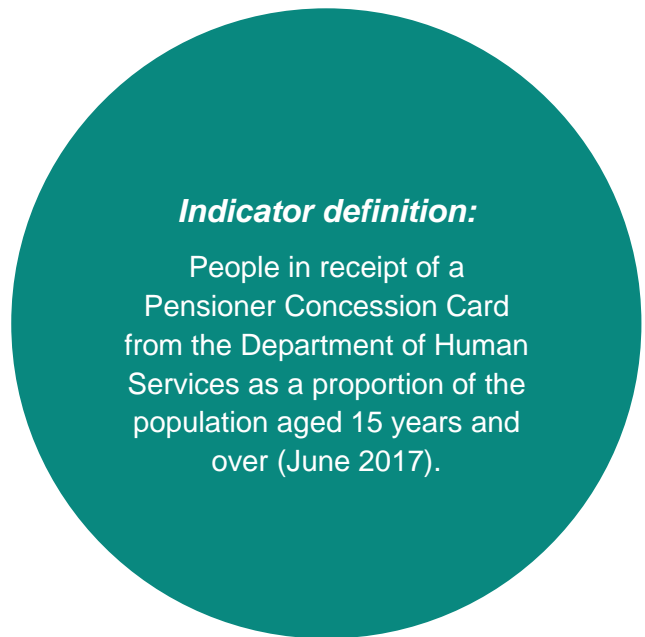 Indicator definition:
People in receipt of a
Pensioner Concession Card
from the Department of Human
Services as a proportion of the
population aged 15 years and
over (June 2017).